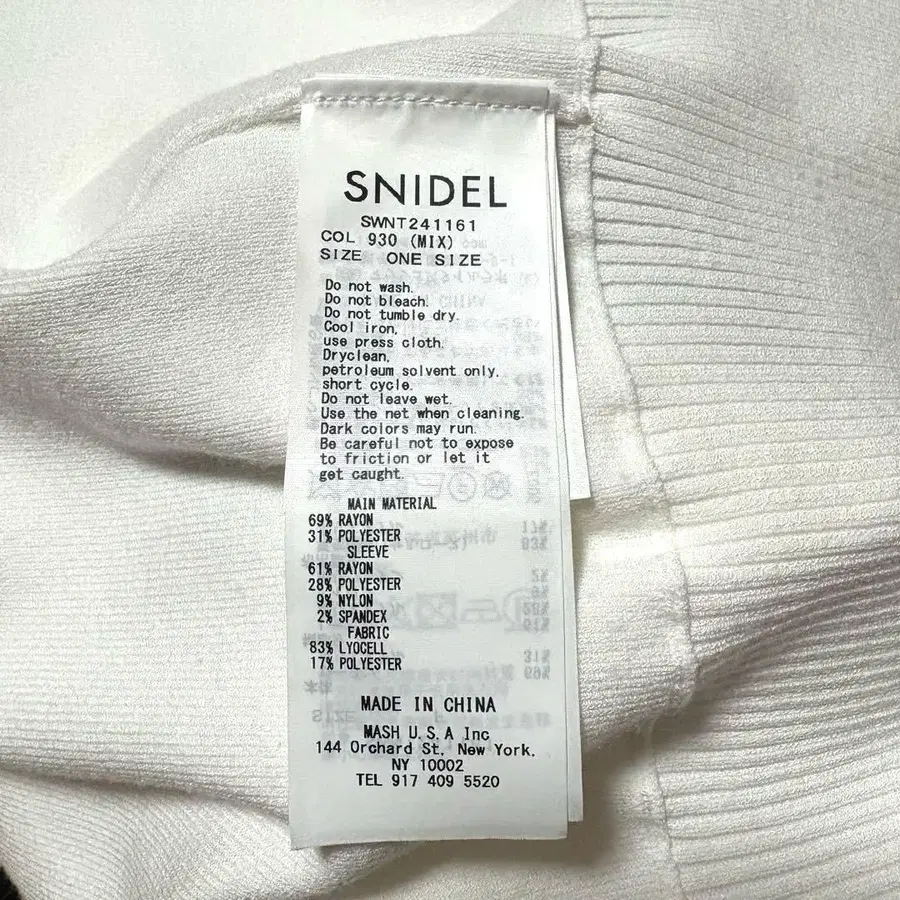 SNIDEL
SWNT241161
COL 930 (MIX)
SIZE ONE SIZE
Do not wash.
Do not bleach.
Do not tumble dry.
Cool iron,
use press cloth.
Dryclean,
petroleum solvent only.
short cycle.
Do not leave wet.
Use the net when cleaning.
Dark colors may run.
Be careful not to expose
to friction or let it
get caught.
MAIN MATERIAL
69% RAYON
31% POLYESTER
SLEEVE
61% RAYON
28% POLYESTER
9% NYLON
2% SPANDEX
FABRIC
83% LYOCELL
17% POLYESTER
MADE IN CHINA
MASH U.S.A Inc
144 Orchard St, New York,
NY 10002
TEL 917 409 5520